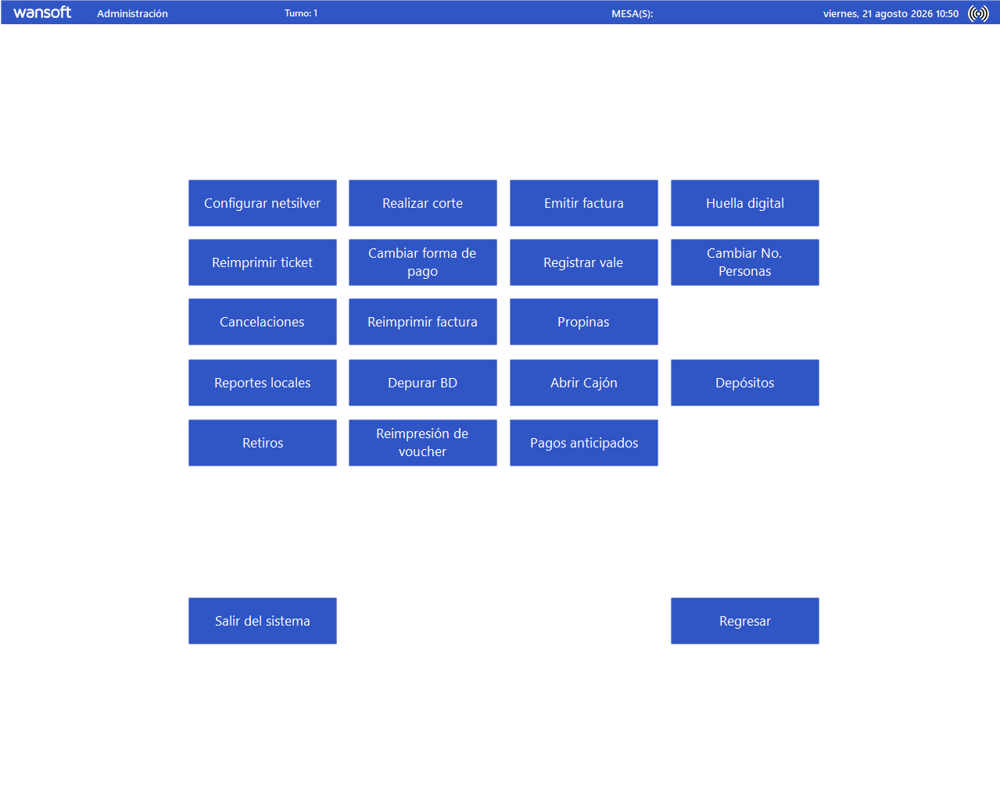 wansoft Administración Turno: 1 MESA(S): viernes, 21 agosto 2026 10:50
Configurar netsilver
Realizar corte
Emitir factura
Huella digital
Reimprimir ticket
Cambiar forma de
pago
Registrar vale
Cambiar No.
Personas
Cancelaciones
Reimprimir factura
Propinas
Reportes locales
Depurar BD
Abrir Cajón
Depósitos
Retiros
Reimpresión de
voucher
Pagos anticipados
Salir del sistema
Regresar